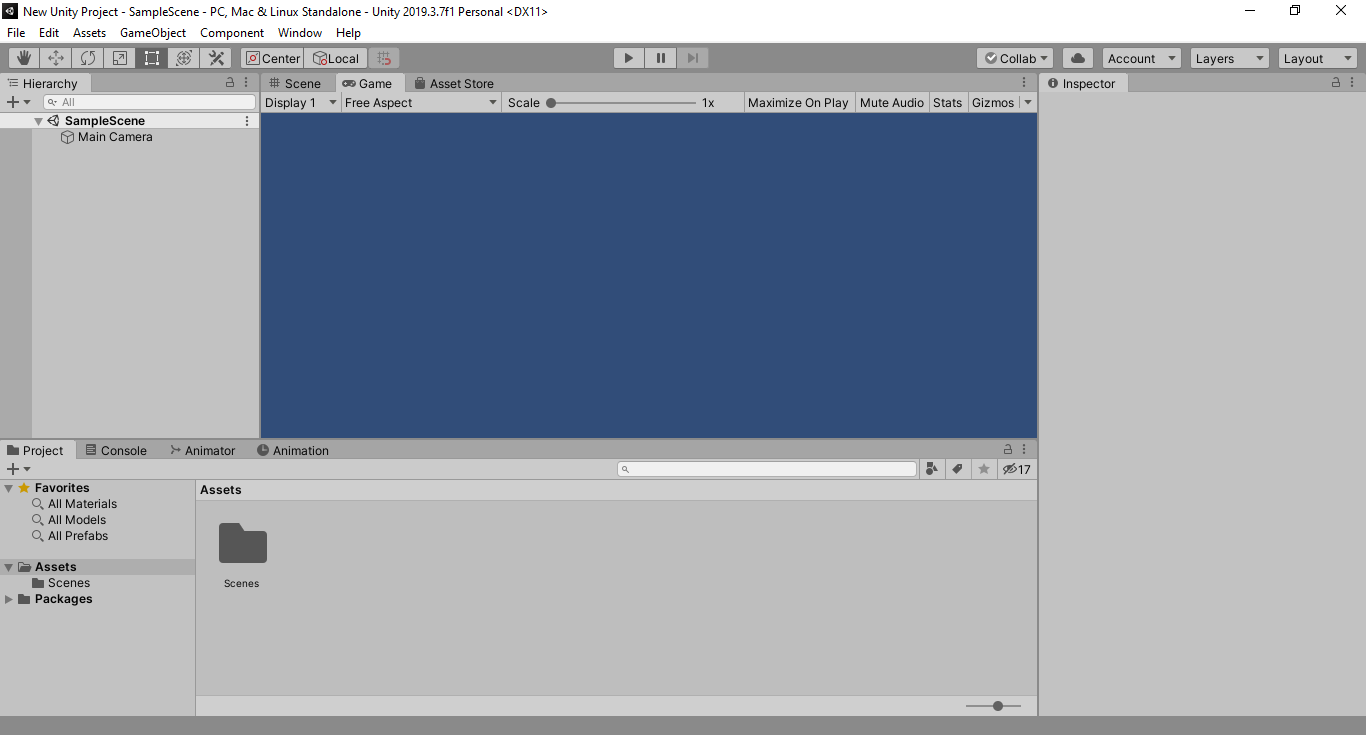 New Unity Project - SampleScene - PC, Mac & Linux Standalone - Unity 2019.3.7f1 Personal <DX11>
File Edit Assets GameObject Component Window Help
Center Local Collab Account Layers Layout
Hierarchy Scene Game Asset Store Inspector
All Display 1 Free Aspect Scale 1x Maximize On Play Mute Audio Stats Gizmos
SampleScene
Main Camera
Project Console Animator Animation
17
Favorites Assets
All Materials
All Models
All Prefabs
Assets
Scenes Scenes
Packages